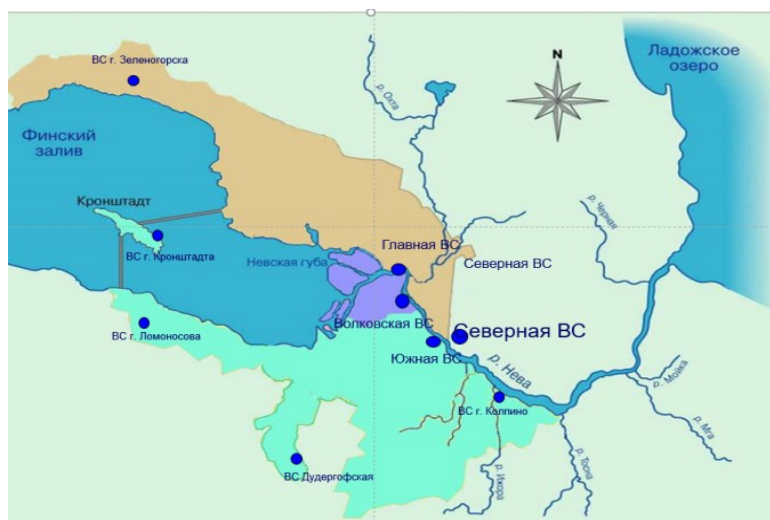 ВС г. Зеленогорска
Ладожское
озеро
N
р. Охта
Финский
залив
Кронштадт
р. Черная
ВС г. Кронштадта
Невская губа
Главная ВС
Северная ВС
Волковская ВС
Северная ВС
ВС г. Ломоносова
Южная ВС
р. Нева
р. Мойка
ВС г. Колпино
р. Мга
р. Тосна
ВС Дудергофская
р. Ижора